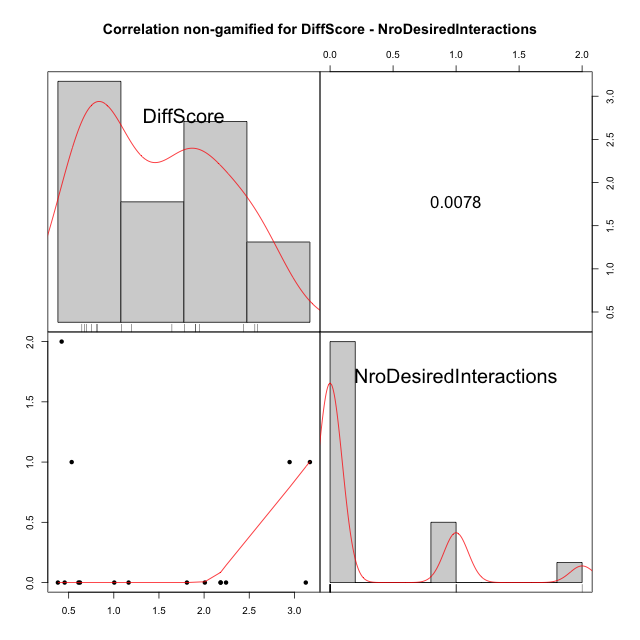 Correlation non-gamified for DiffScore - NroDesiredInteractions
0.0 0.5 1.0 1.5 2.0
DiffScore
0.0078
3.0
2.5
2.0
1.5
1.0
0.5
NroDesiredInteractions
2.0
1.5
1.0
0.5
0.0
0.5 1.0 1.5 2.0 2.5 3.0